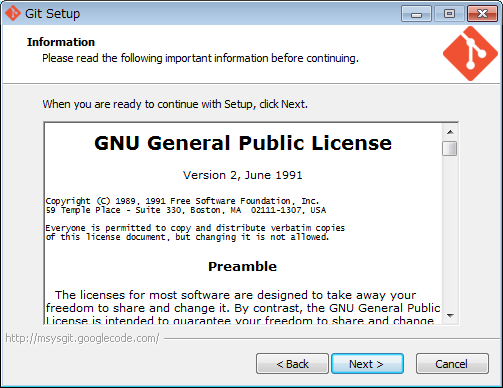 Git Setup
Information
Please read the following important information before continuing.
When you are ready to continue with Setup, click Next.
GNU General Public License
Version 2, June 1991
Copyright (C) 1989, 1991 Free Software Foundation, Inc.
59 Temple Place - Suite 330, Boston, MA  02111-1307, USA
Everyone is permitted to copy and distribute verbatim copies
of this license document, but changing it is not allowed.
Preamble
The licenses for most software are designed to take away your
freedom to share and change it. By contrast, the GNU General Public
License is intended to guarantee your freedom to share and change
http://msysgit.googlecode.com/
< Back
Next >
Cancel